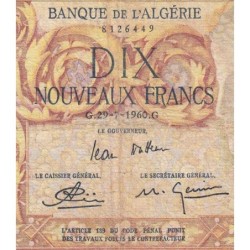 BANQUE DE L'ALGÉRIE
8126449
DIX
NOUVEAUX FRANCS
G.29-7-1960.G
LE GOUVERNEUR,
LE CAISSIER GÉNÉRAL,
LE SECRÉTAIRE GÉNÉRAL,
L'ARTICLE 139 DU CODE PÉNAL PUNIT
DES TRAVAUX FORCÉS LE CONTREFACTEUR